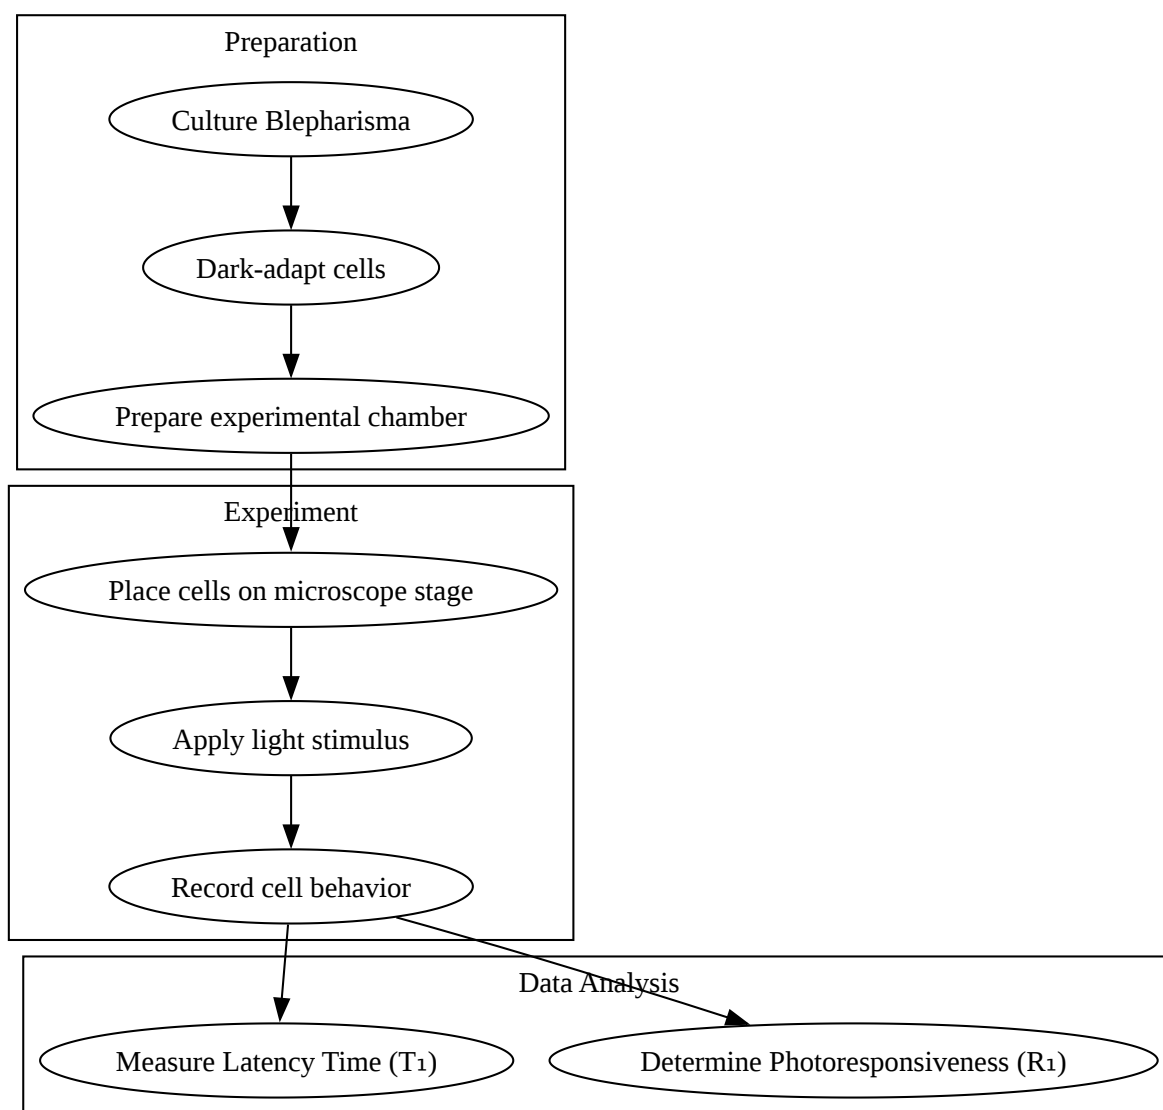 Preparation
Culture Blepharisma
Dark-adapt cells
Prepare experimental chamber
Experiment
Place cells on microscope stage
Apply light stimulus
Record cell behavior
Data Analysis
Measure Latency Time (T₁)
Determine Photoresponsiveness (R₁)